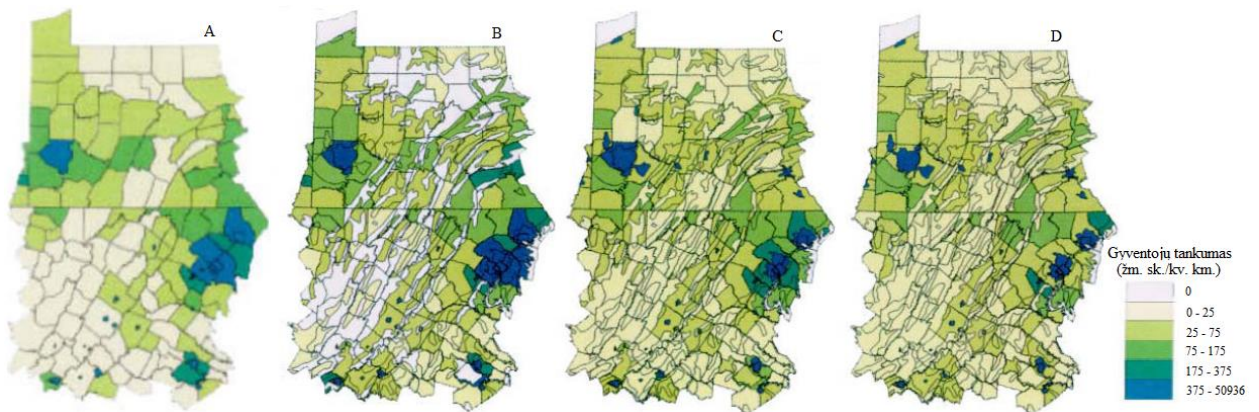 A
B
C
D
Gyventojų tankumas
(žm. sk./kv. km.)
0
0 - 25
25 - 75
75 - 175
175 - 375
375 - 50936